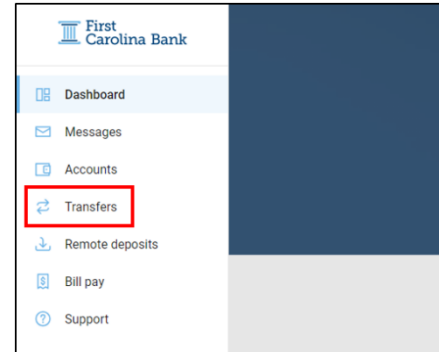 First
Carolina Bank
Dashboard
Messages
Accounts
Transfers
Remote deposits
Bill pay
Support